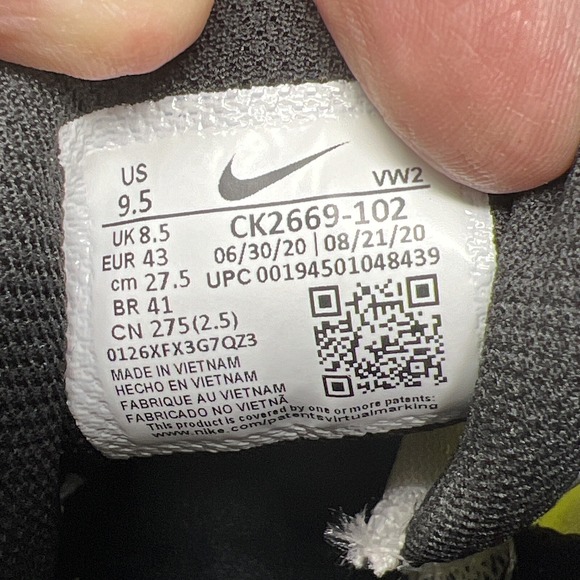 US
9.5
VW2
UK 8.5
EUR 43
cm 27.5
BR 41
CN 275(2.5)
0126XFX3G7QZ3
CK2669-102
06/30/20 | 08/21/20
UPC 00194501048439
MADE IN VIETNAM
HECHO EN VIETNAM
FABRIQUE AU VIETNAM
FABRICADO NO VIETNÃ
This product is covered by one or more patents:
www.nike.com/patentsvirtualmarking